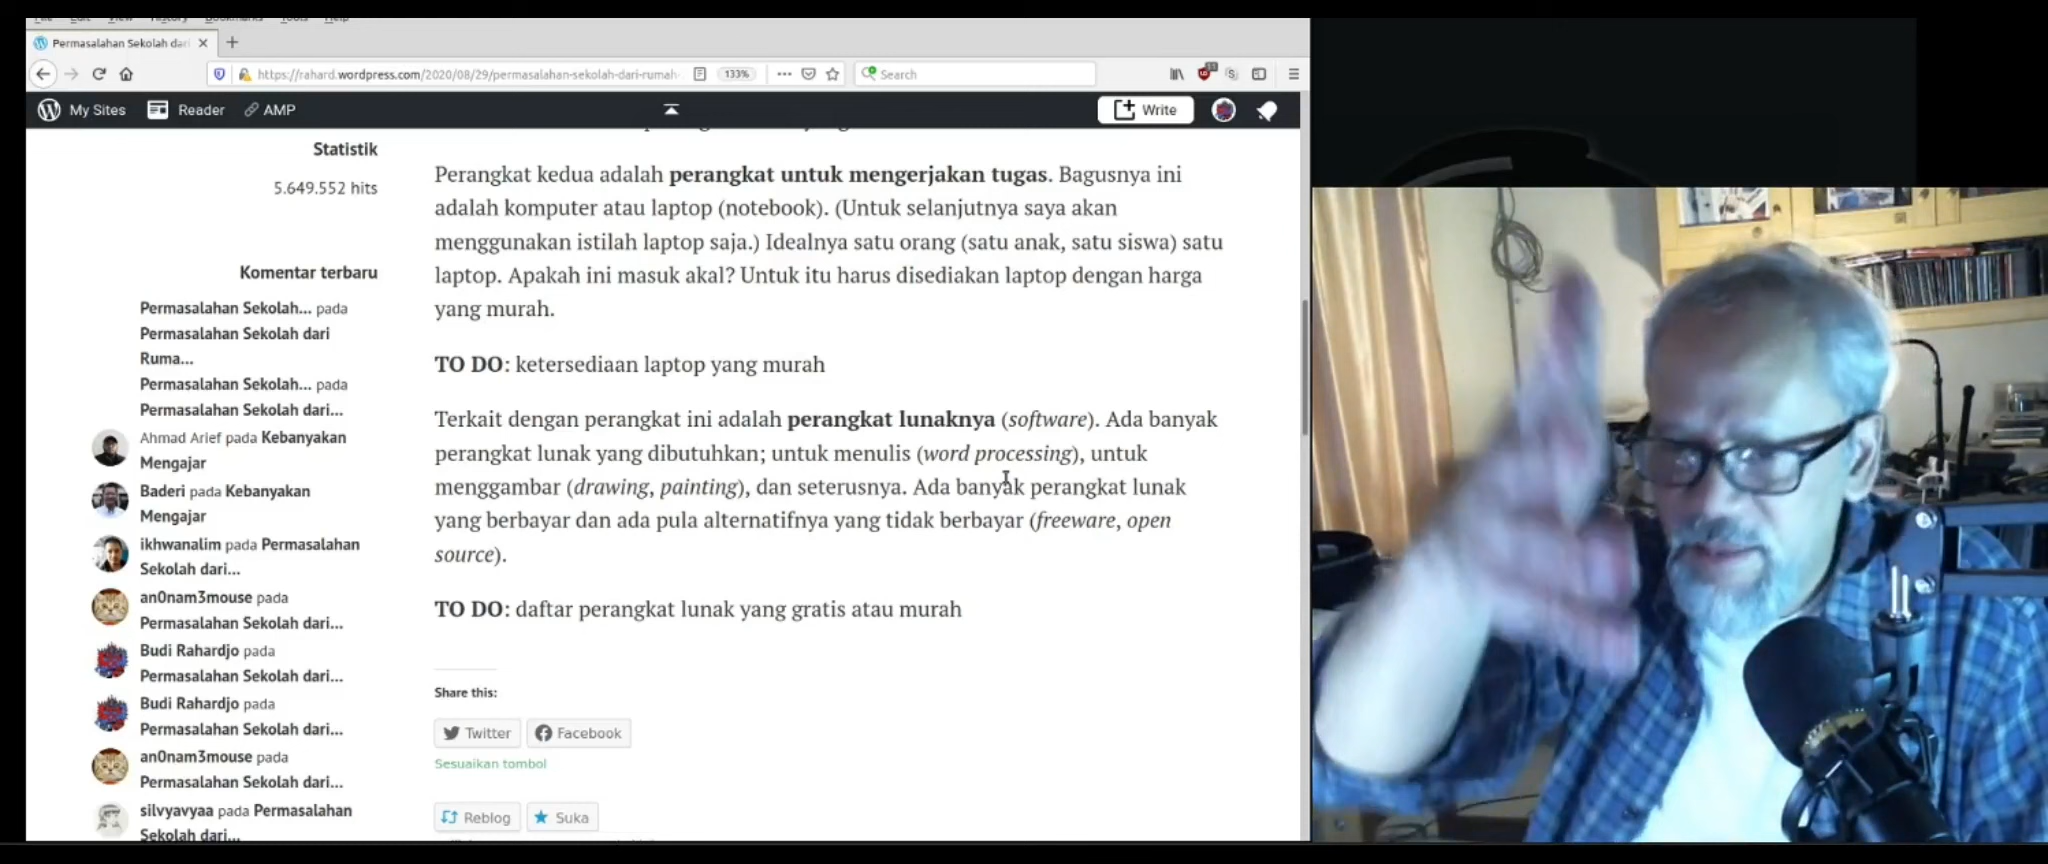 File Edit View History Bookmarks Tools Help
Permasalahan Sekolah dari
https://rahard.wordpress.com/2020/08/29/permasalahan-sekolah-dari-rumah 133% Search
My Sites Reader AMP Write
Statistik
5.649.552 hits
Komentar terbaru
Permasalahan Sekolah... pada
Permasalahan Sekolah dari
Ruma...
Permasalahan Sekolah... pada
Permasalahan Sekolah dari...
Ahmad Arief pada Kebanyakan
Mengajar
Baderi pada Kebanyakan
Mengajar
ikhwanalim pada Permasalahan
Sekolah dari...
an0nam3mouse pada
Permasalahan Sekolah dari...
Budi Rahardjo pada
Permasalahan Sekolah dari...
Budi Rahardjo pada
Permasalahan Sekolah dari...
an0nam3mouse pada
Permasalahan Sekolah dari...
silvyavyaa pada Permasalahan
Sekolah dari...
Perangkat kedua adalah perangkat untuk mengerjakan tugas. Bagusnya ini
adalah komputer atau laptop (notebook). (Untuk selanjutnya saya akan
menggunakan istilah laptop saja.) Idealnya satu orang (satu anak, satu siswa) satu
laptop. Apakah ini masuk akal? Untuk itu harus disediakan laptop dengan harga
yang murah.
TO DO: ketersediaan laptop yang murah
Terkait dengan perangkat ini adalah perangkat lunaknya (software). Ada banyak
perangkat lunak yang dibutuhkan; untuk menulis (word processing), untuk
menggambar (drawing, painting), dan seterusnya. Ada banyak perangkat lunak
yang berbayar dan ada pula alternatifnya yang tidak berbayar (freeware, open
source).
TO DO: daftar perangkat lunak yang gratis atau murah
Share this:
Twitter Facebook
Sesuaikan tombol
Reblog Suka